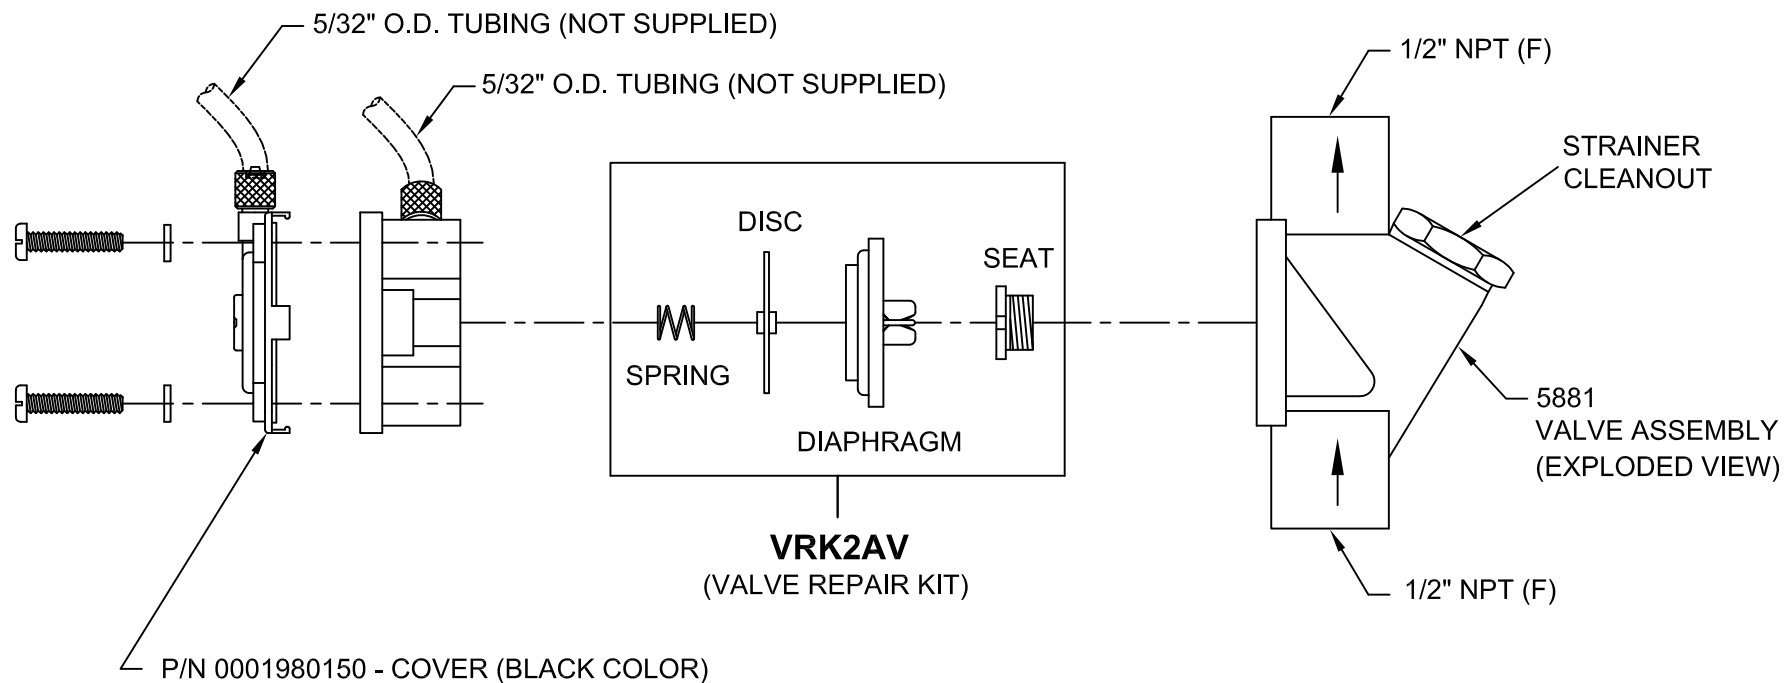 5/32" O.D. TUBING (NOT SUPPLIED)
5/32" O.D. TUBING (NOT SUPPLIED)
1/2" NPT (F)
STRAINER
CLEANOUT
DISC
SEAT
SPRING
DIAPHRAGM
5881
VALVE ASSEMBLY
(EXPLODED VIEW)
VRK2AV
(VALVE REPAIR KIT)
1/2" NPT (F)
P/N 0001980150 - COVER (BLACK COLOR)